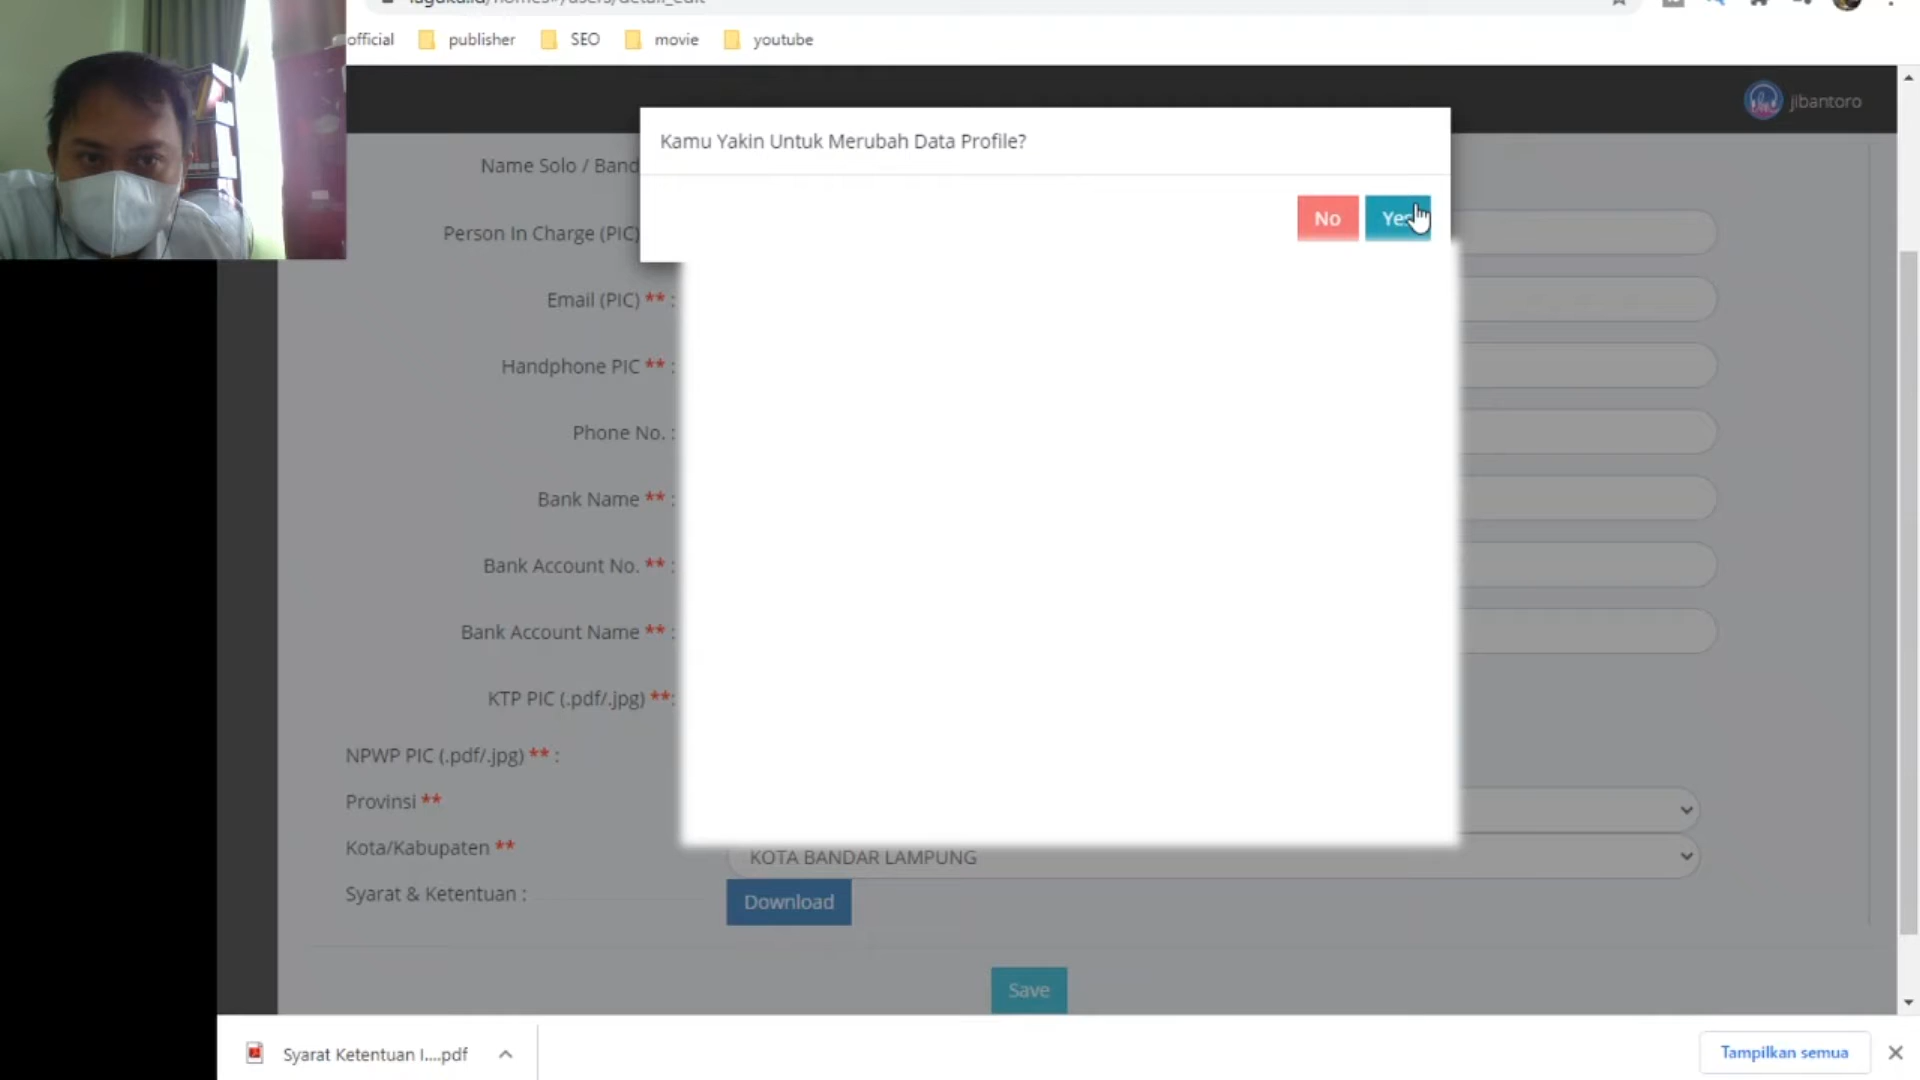 official
publisher
SEO
movie
youtube
jibantoro
Kamu Yakin Untuk Merubah Data Profile?
No
Yes
Name Solo / Band
Person In Charge (PIC)
Email (PIC) ** :
Handphone PIC ** :
Phone No. :
Bank Name ** :
Bank Account No. ** :
Bank Account Name ** :
KTP PIC (.pdf/.jpg) **:
NPWP PIC (.pdf/.jpg) ** :
Provinsi **
Kota/Kabupaten **
KOTA BANDAR LAMPUNG
Syarat & Ketentuan :
Download
Save
Syarat Ketentuan I....pdf
Tampilkan semua